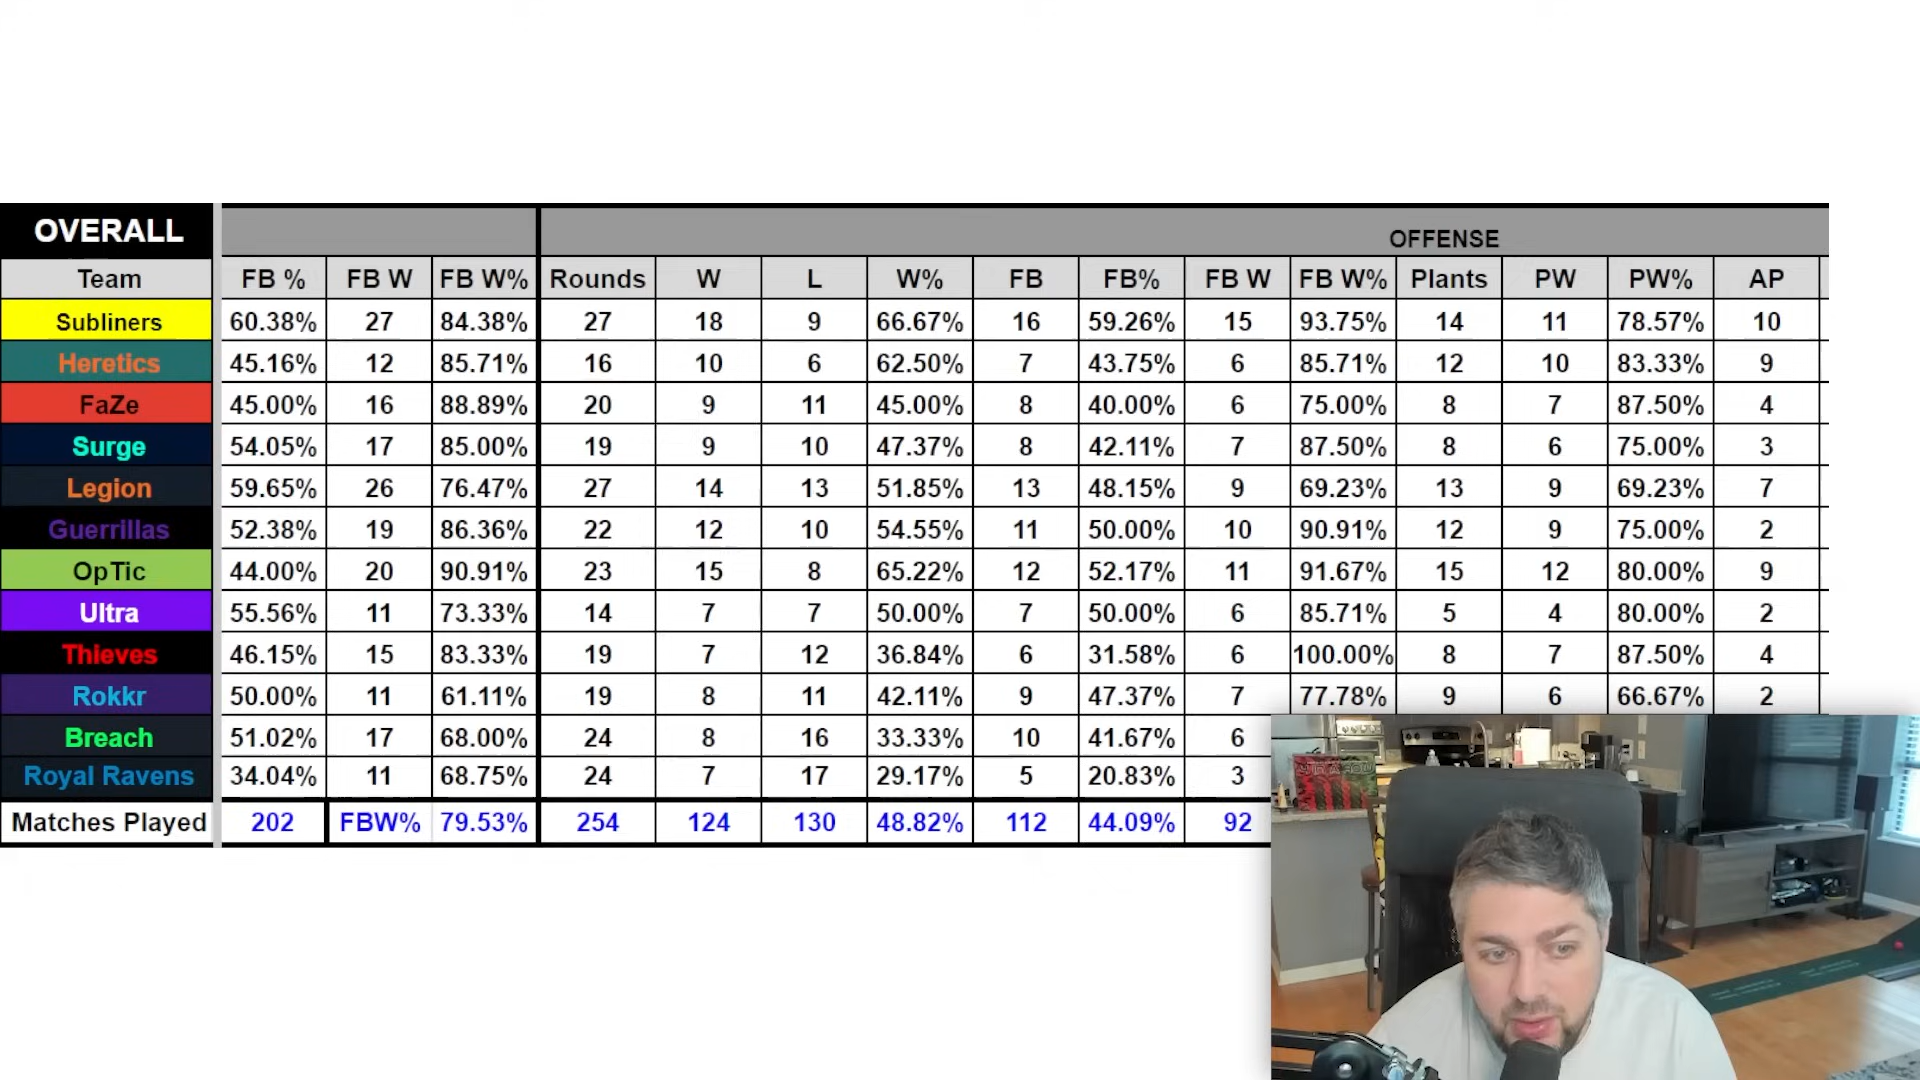 OVERALL
OFFENSE
Team FB % FB W FB W% Rounds W L W% FB FB% FB W FB W% Plants PW PW% AP
Subliners 60.38% 27 84.38% 27 18 9 66.67% 16 59.26% 15 93.75% 14 11 78.57% 10
Heretics 45.16% 12 85.71% 16 10 6 62.50% 7 43.75% 6 85.71% 12 10 83.33% 9
FaZe 45.00% 16 88.89% 20 9 11 45.00% 8 40.00% 6 75.00% 8 7 87.50% 4
Surge 54.05% 17 85.00% 19 9 10 47.37% 8 42.11% 7 87.50% 8 6 75.00% 3
Legion 59.65% 26 76.47% 27 14 13 51.85% 13 48.15% 9 69.23% 13 9 69.23% 7
Guerrillas 52.38% 19 86.36% 22 12 10 54.55% 11 50.00% 10 90.91% 12 9 75.00% 2
OpTic 44.00% 20 90.91% 23 15 8 65.22% 12 52.17% 11 91.67% 15 12 80.00% 9
Ultra 55.56% 11 73.33% 14 7 7 50.00% 7 50.00% 6 85.71% 5 4 80.00% 2
Thieves 46.15% 15 83.33% 19 7 12 36.84% 6 31.58% 6 100.00% 8 7 87.50% 4
Rokkr 50.00% 11 61.11% 19 8 11 42.11% 9 47.37% 7 77.78% 9 6 66.67% 2
Breach 51.02% 17 68.00% 24 8 16 33.33% 10 41.67% 6
Royal Ravens 34.04% 11 68.75% 24 7 17 29.17% 5 20.83% 3
Matches Played 202 FBW% 79.53% 254 124 130 48.82% 112 44.09% 92